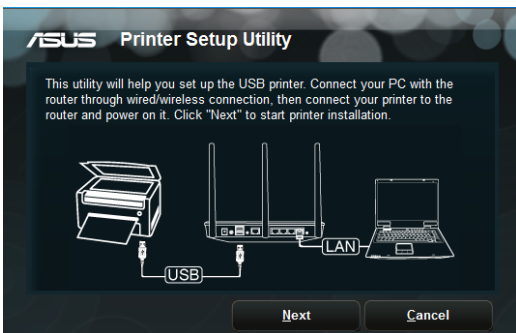 ASUS Printer Setup Utility
This utility will help you set up the USB printer. Connect your PC with the
router through wired/wireless connection, then connect your printer to the
router and power on it. Click "Next" to start printer installation.
LAN
USB
Next Cancel